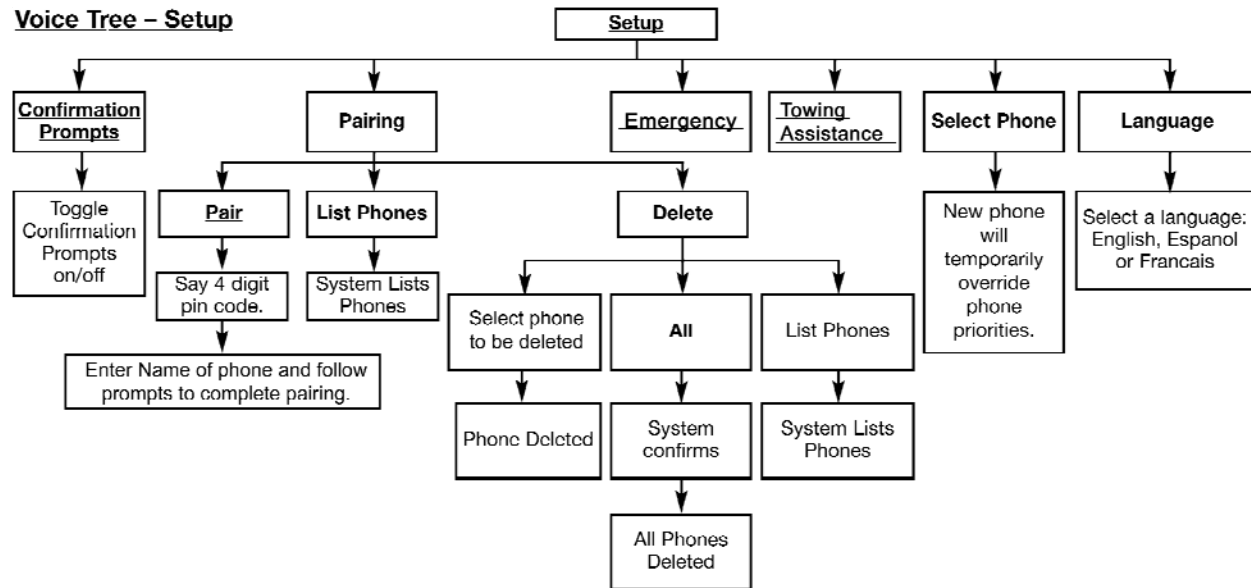 Voice Tree – Setup
Setup
Confirmation
Prompts
Pairing
Emergency
Towing
Assistance
Select Phone
Language
Toggle
Confirmation
Prompts
on/off
Pair
List Phones
Delete
New phone
will
temporarily
override
phone
priorities.
Select a language:
English, Espanol
or Francais
Say 4 digit
pin code.
System Lists
Phones
Select phone
to be deleted
All
List Phones
Enter Name of phone and follow
prompts to complete pairing.
Phone Deleted
System
confirms
System Lists
Phones
All Phones
Deleted